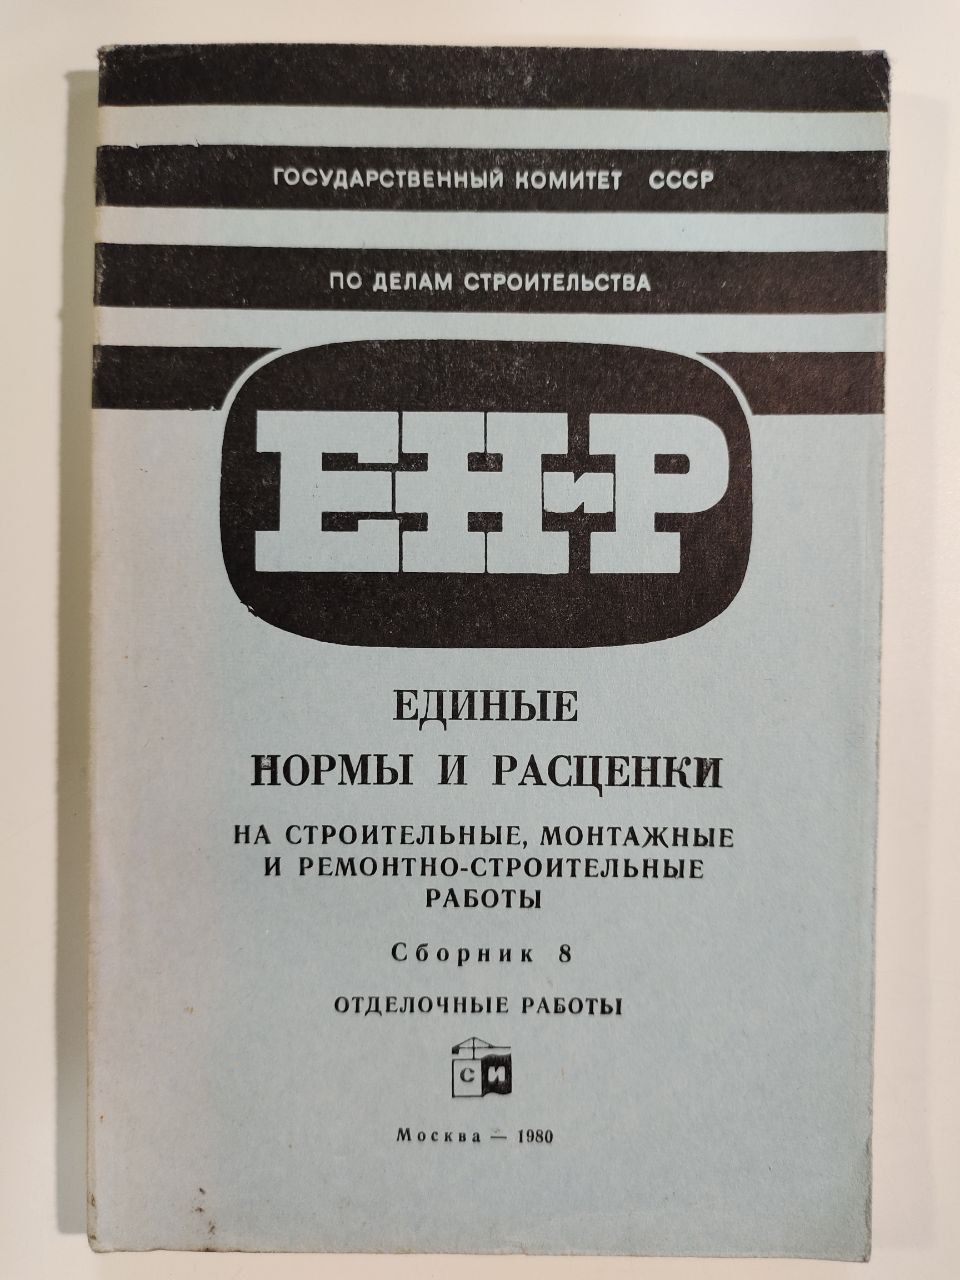 ГОСУДАРСТВЕННЫЙ КОМИТЕТ СССР
ПО ДЕЛАМ СТРОИТЕЛЬСТВА
ЕНиР
ЕДИНЫЕ
НОРМЫ И РАСЦЕНКИ
НА СТРОИТЕЛЬНЫЕ, МОНТАЖНЫЕ
И РЕМОНТНО-СТРОИТЕЛЬНЫЕ
РАБОТЫ
Сборник 8
ОТДЕЛОЧНЫЕ РАБОТЫ
СИ
Москва — 1980